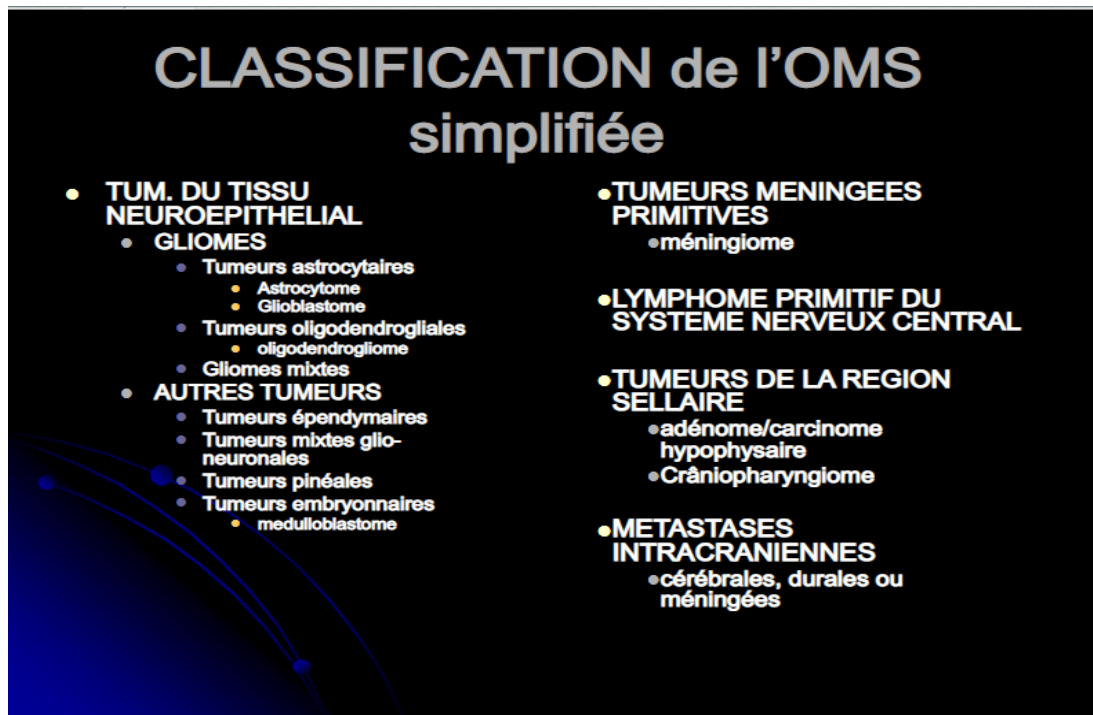 CLASSIFICATION de l'OMS
simplifiée
TUM. DU TISSU
NEUROEPITHELIAL
GLIOMES
Tumeurs astrocytaires
Astrocytome
Glioblastome
Tumeurs oligodendrogliales
oligodendrogliome
Gliomes mixtes
AUTRES TUMEURS
Tumeurs épendymaires
Tumeurs mixtes glio-
neuronales
Tumeurs pinéales
Tumeurs embryonnaires
medulloblastome
TUMEURS MENINGEES
PRIMITIVES
méningiome
LYMPHOME PRIMITIF DU
SYSTEME NERVEUX CENTRAL
TUMEURS DE LA REGION
SELLAIRE
adénome/carcinome
hypophysaire
Crâniopharyngiome
METASTASES
INTRACRANIENNES
cérébrales, durales ou
méningées